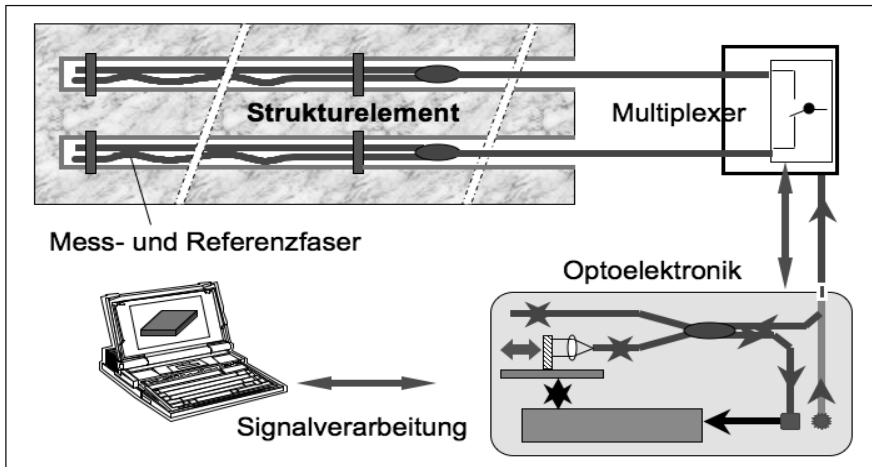 Strukturelement
Multiplexer
Mess- und Referenzfaser
Optoelektronik
Signalverarbeitung